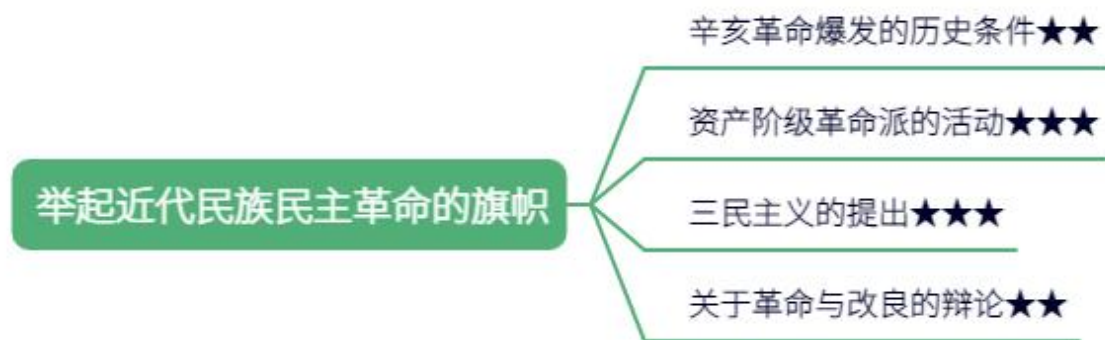 辛亥革命爆发的历史条件★★
资产阶级革命派的活动★★★
举起近代民族民主革命的旗帜
三民主义的提出★★★
关于革命与改良的辩论★★